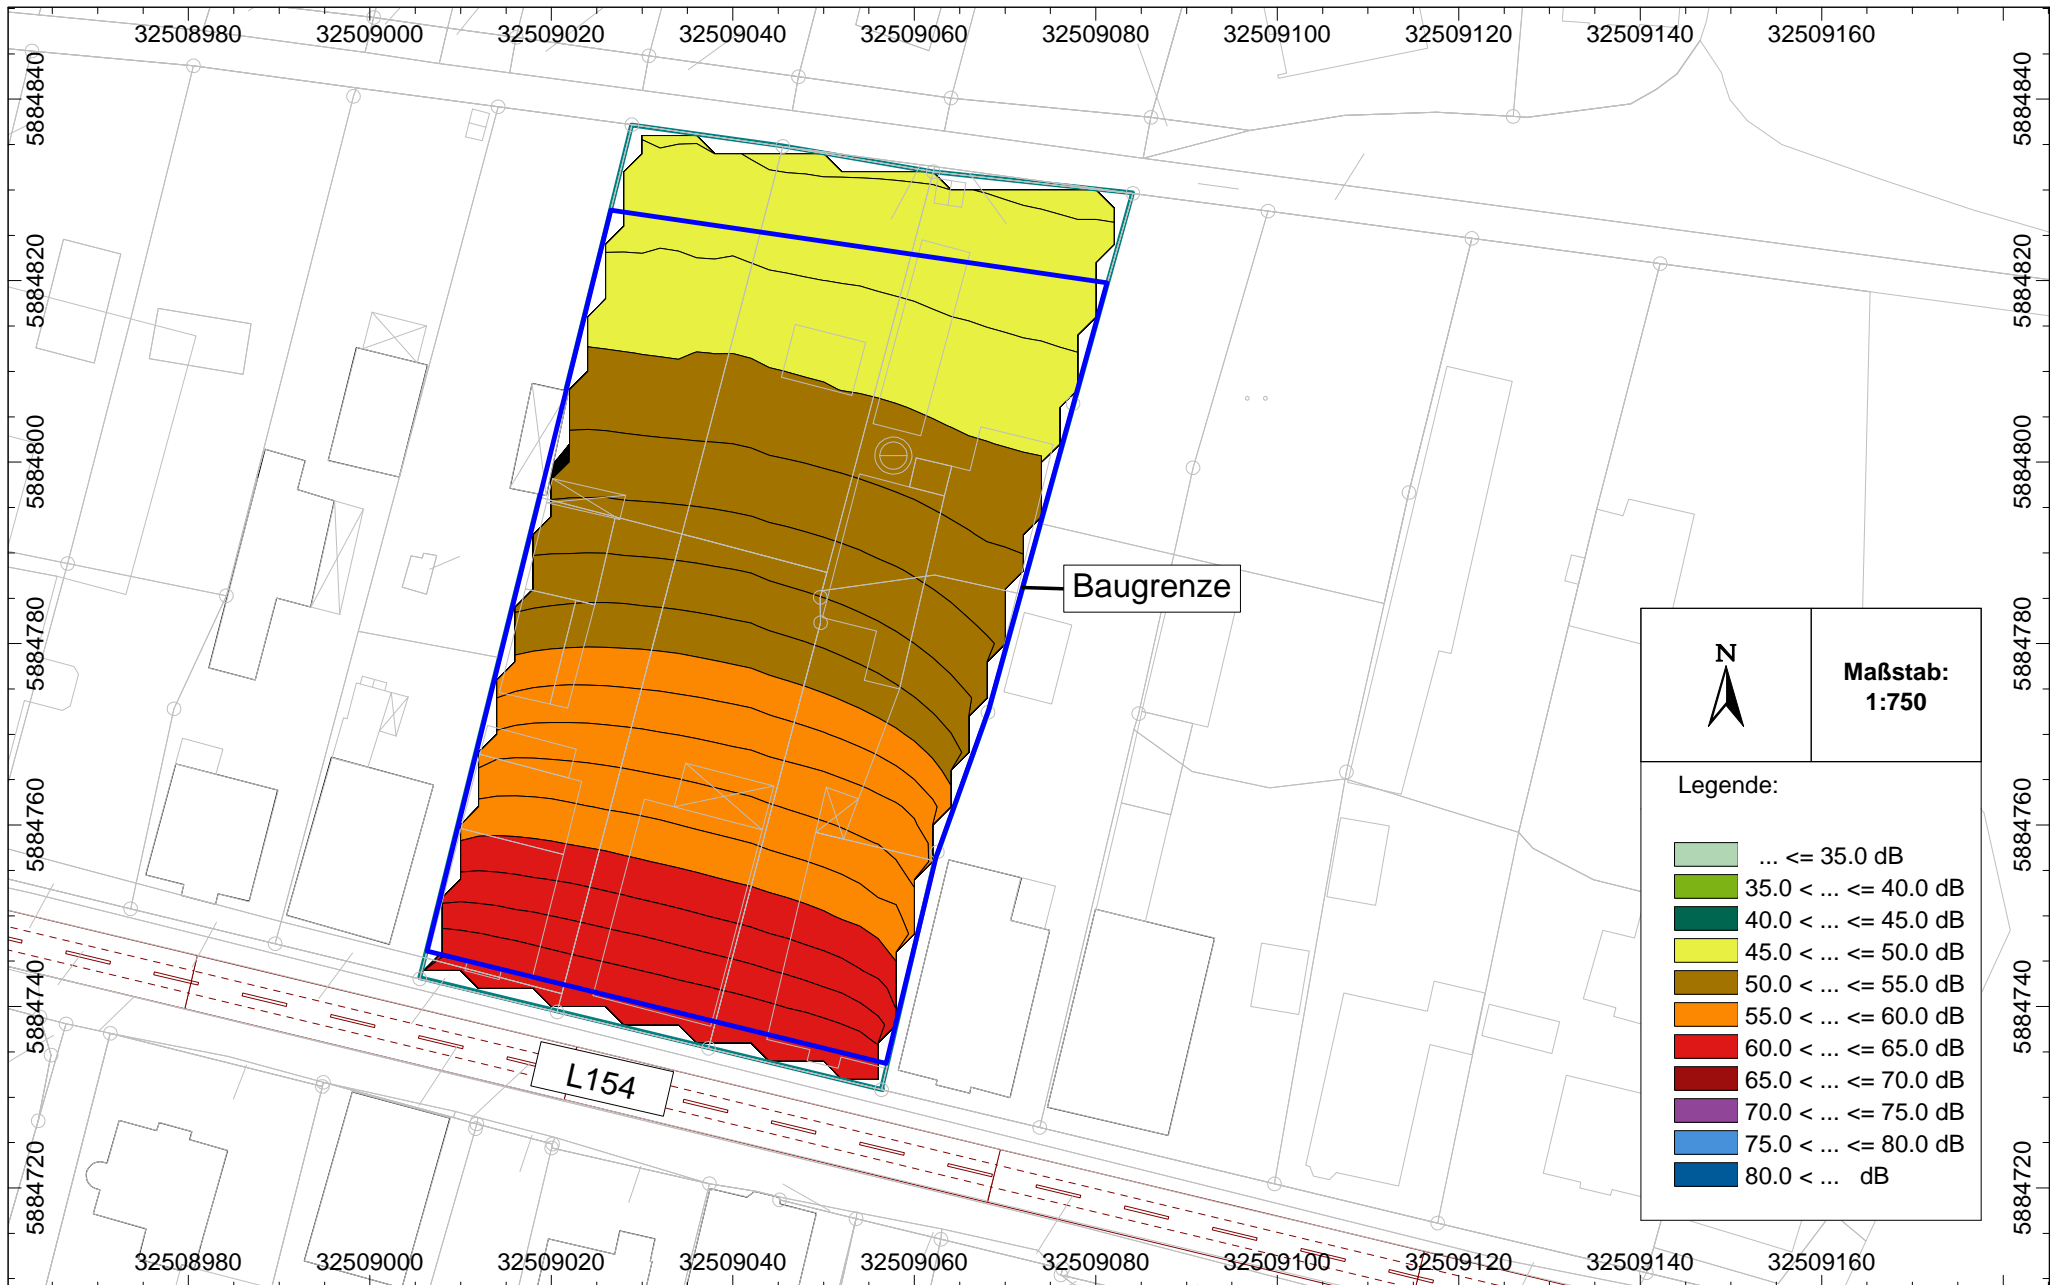 32508980 32509000 32509020 32509040 32509060 32509080 32509100 32509120 32509140 32509160
5884840 5884840
5884820 5884820
5884800 5884800
Baugrenze
5884780 5884780
N
Maßstab:
1:750
Legende:
5884760 5884760
... <= 35.0 dB
35.0 < ... <= 40.0 dB
40.0 < ... <= 45.0 dB
45.0 < ... <= 50.0 dB
50.0 < ... <= 55.0 dB
55.0 < ... <= 60.0 dB
60.0 < ... <= 65.0 dB
65.0 < ... <= 70.0 dB
70.0 < ... <= 75.0 dB
75.0 < ... <= 80.0 dB
80.0 < ... dB
5884740 5884740
L154
5884720 5884720
32508980 32509000 32509020 32509040 32509060 32509080 32509100 32509120 32509140 32509160